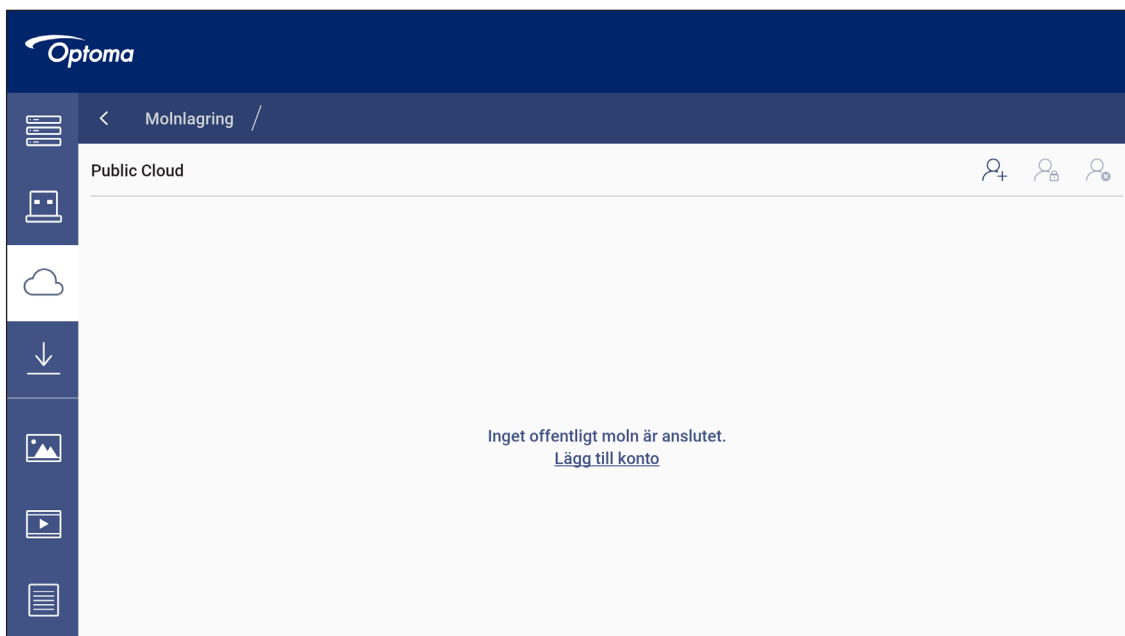 Optoma
Molnlagring /
Public Cloud
Inget offentligt moln är anslutet.
Lägg till konto